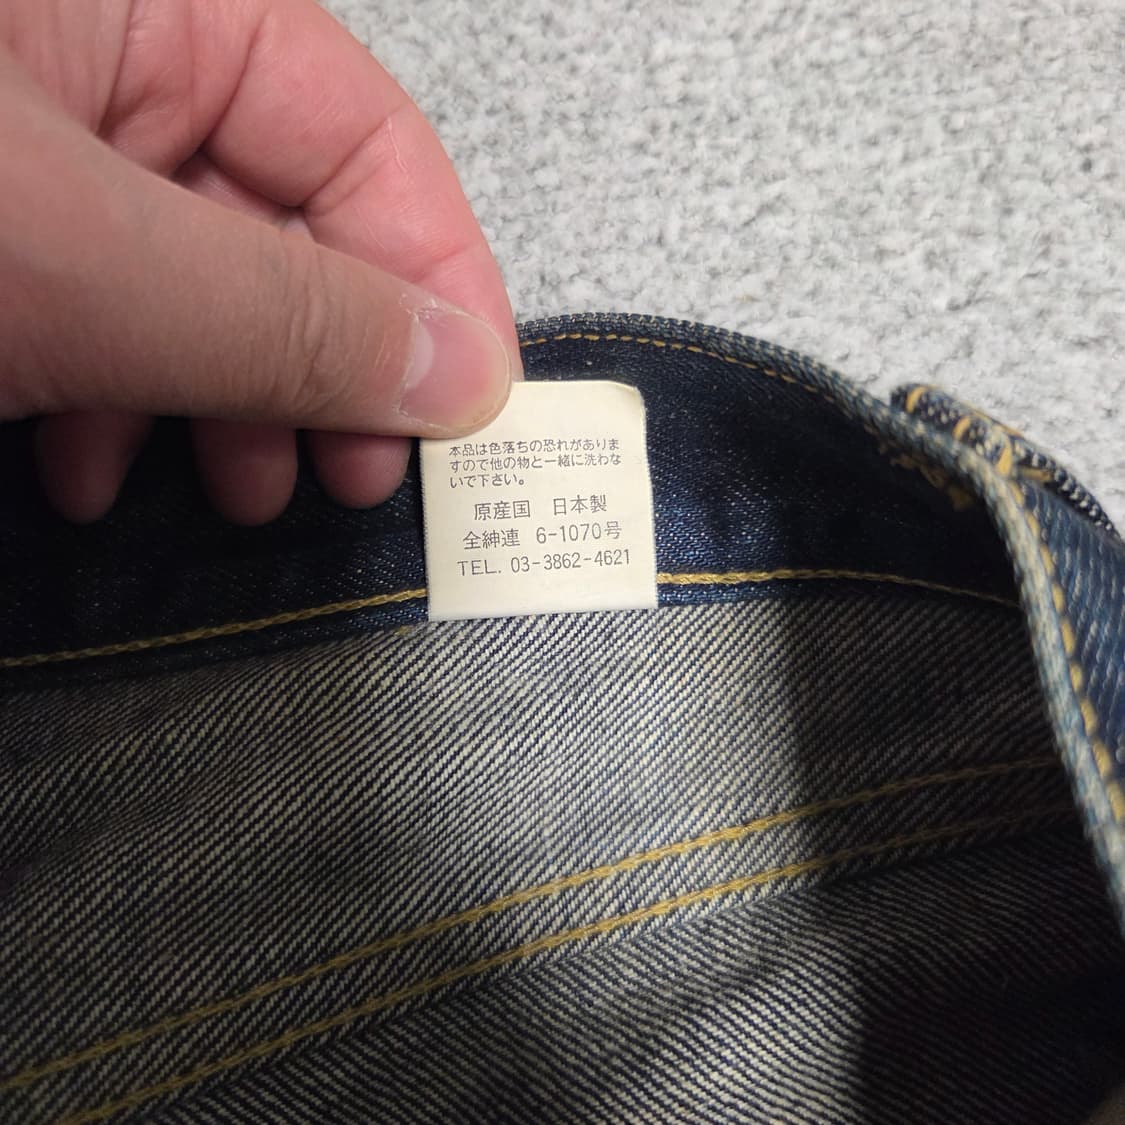 本品は色落ちの恐れがありま
すので他の物と一緒に洗わな
いで下さい。
原産国 日本製
全紳連 6-1070号
TEL. 03-3862-4621